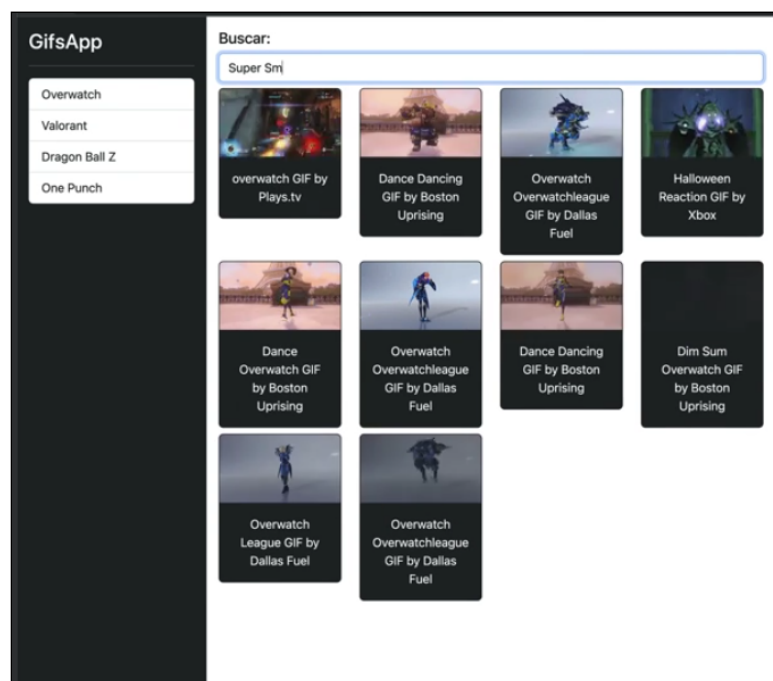 GifsApp
Overwatch
Valorant
Dragon Ball Z
One Punch
Buscar:
Super Sm
overwatch GIF by
Plays.tv
Dance Dancing
GIF by Boston
Uprising
Overwatch
Overwatchleague
GIF by Dallas
Fuel
Halloween
Reaction GIF by
Xbox
Dance
Overwatch GIF
by Boston
Uprising
Overwatch
Overwatchleague
GIF by Dallas
Fuel
Dance Dancing
GIF by Boston
Uprising
Dim Sum
Overwatch GIF
by Boston
Uprising
Overwatch
League GIF by
Dallas Fuel
Overwatch
Overwatchleague
GIF by Dallas
Fuel